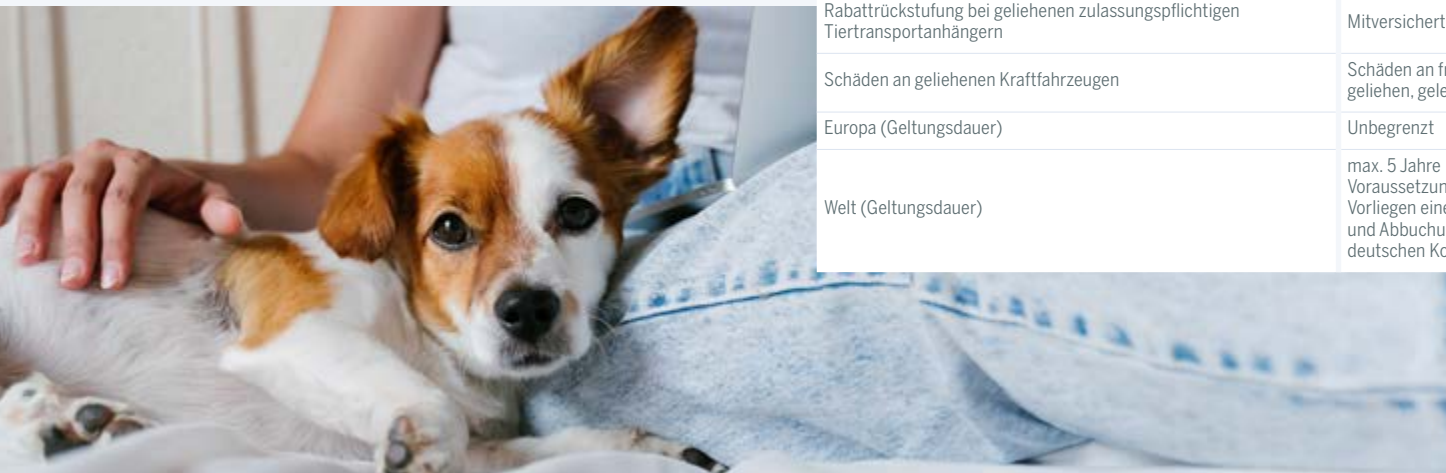 Rabattrückstufung bei geliehenen zulassungspflichtigen
Tiertransportanhängern
Mitversichert
Schäden an geliehenen Kraftfahrzeugen
Schäden an
geliehen,
Europa (Geltungsdauer)
Unbegrenzt
Welt (Geltungsdauer)
max. 5 Jahre
Vorliegen
und
deutschen